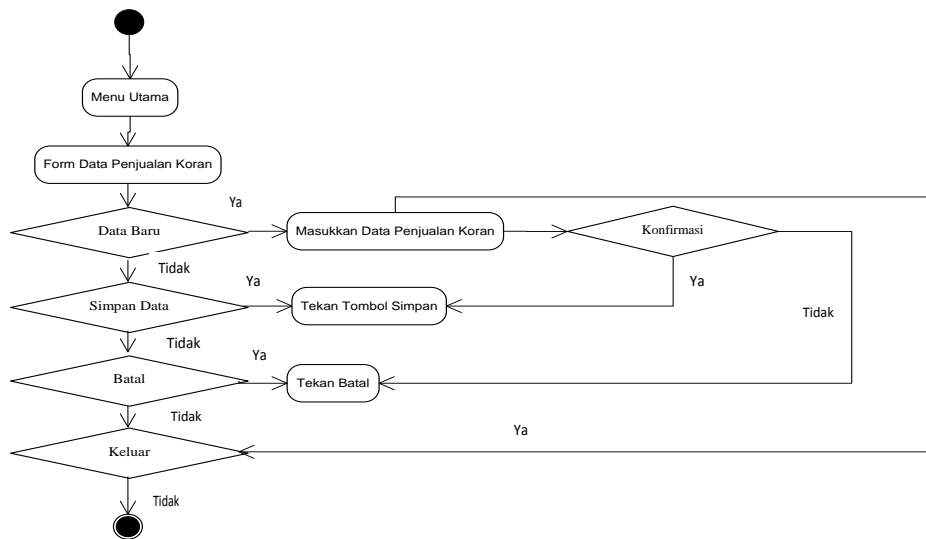 Menu Utama
Form Data Penjualan Koran
Ya
Data Baru
Masukkan Data Penjualan Koran
Konfirmasi
Tidak
Ya
Ya
Simpan Data
Tekan Tombol Simpan
Tidak
Tidak
Ya
Batal
Tekan Batal
Tidak
Ya
Keluar
Tidak